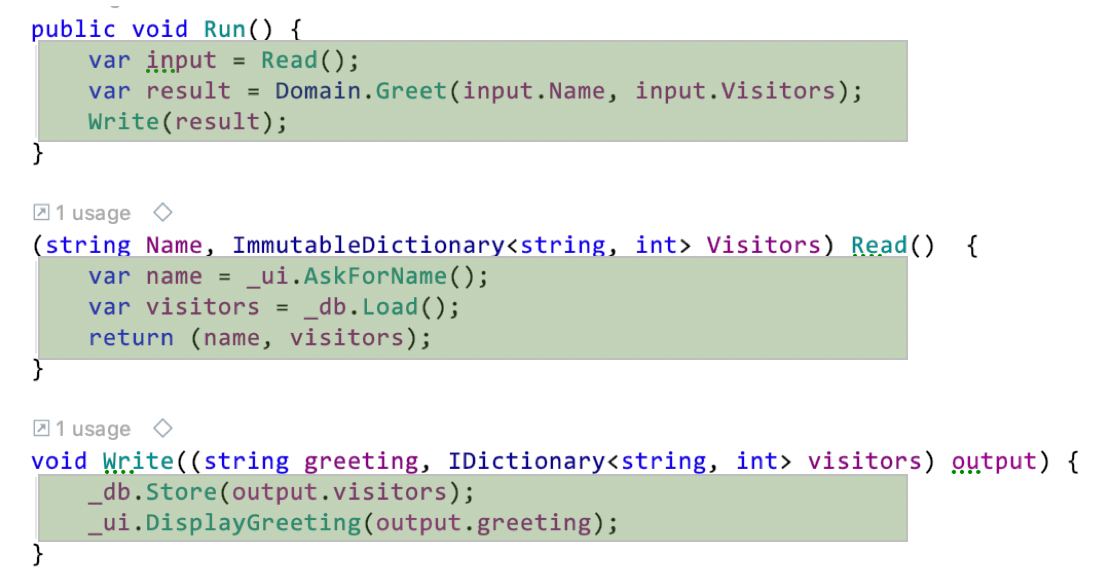 public void Run() {
    var input = Read();
    var result = Domain.Greet(input.Name, input.Visitors);
    Write(result);
}
1 usage
(string Name, ImmutableDictionary<string, int> Visitors) Read()  {
    var name = _ui.AskForName();
    var visitors = _db.Load();
    return (name, visitors);
}
1 usage
void Write((string greeting, IDictionary<string, int> visitors) output) {
    _db.Store(output.visitors);
    _ui.DisplayGreeting(output.greeting);
}